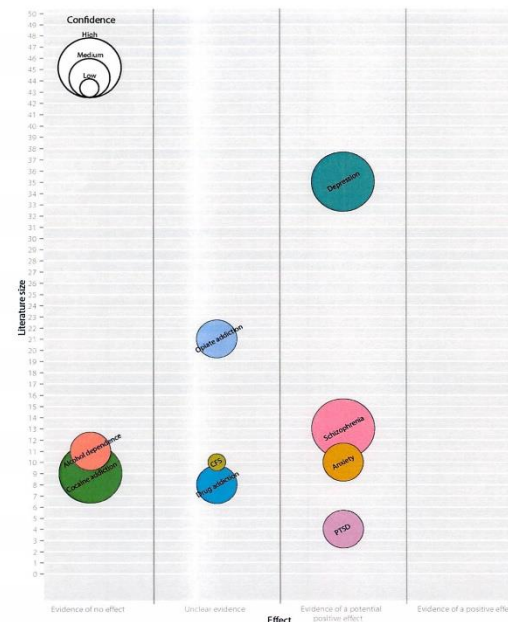 50
Confidence
49
48
High
47
46
Medium
45
44
Low
43
42
41
40
39
38
37
36
35
Depression
34
33
32
31
30
29
28
27
26
25
24
23
22
21
Opiate addiction
20
19
18
17
16
15
14
13
Schizophrenia
12
11
Alcohol dependence
10
CFS
Anxiety
9
Cocaine addiction
8
Drug addiction
7
6
5
4
PTSD
3
2
1
0
Literature size
Evidence of no effect
Unclear evidence
Evidence of a potential
positive effect
Evidence of a positive effe
Effect